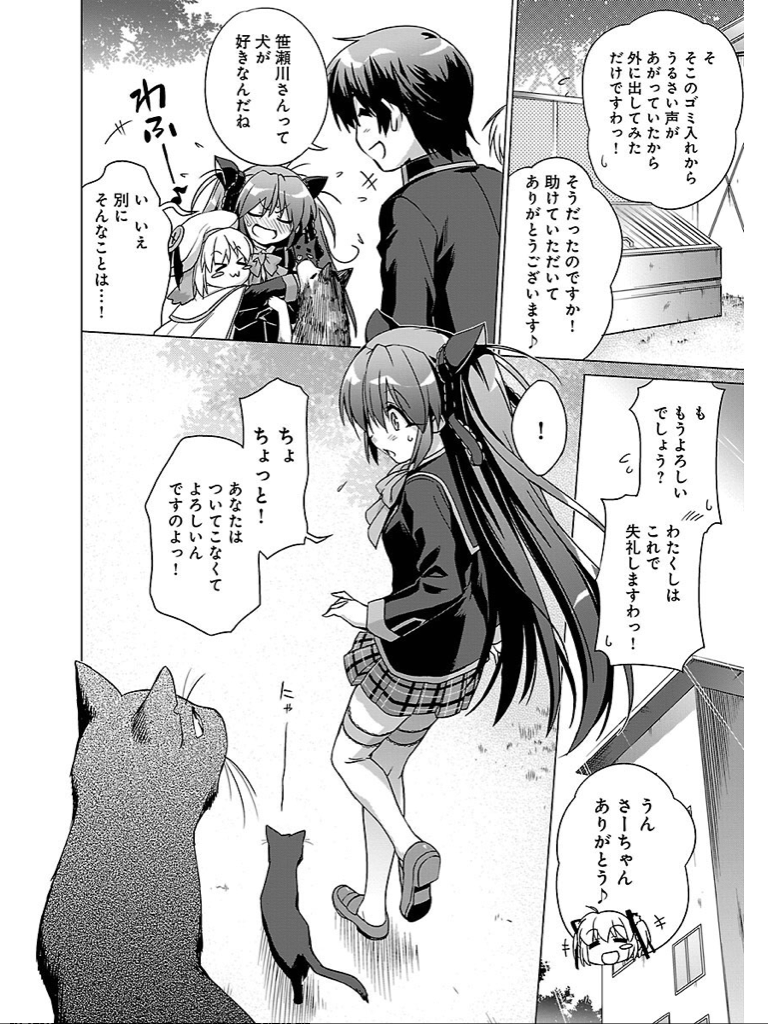 そ
そこのゴミ入れから
うるさい声が
あがっていたから
外に出してみた
だけですわっ！
そうだったのですか！
助けていただいて
ありがとうございます♪
笹瀬川さんって
犬が
好きなんだね
わふー♪
い いえ
別に
そんなことは…！
も
もうよろしい
でしょう？
わたくしは
これで
失礼しますわっ！
！
ちょ
ちょっと！
あなたは
ついてこなくて
よろしいん
ですのよっ！
にゃー
うん
さーちゃん
ありがとう♪